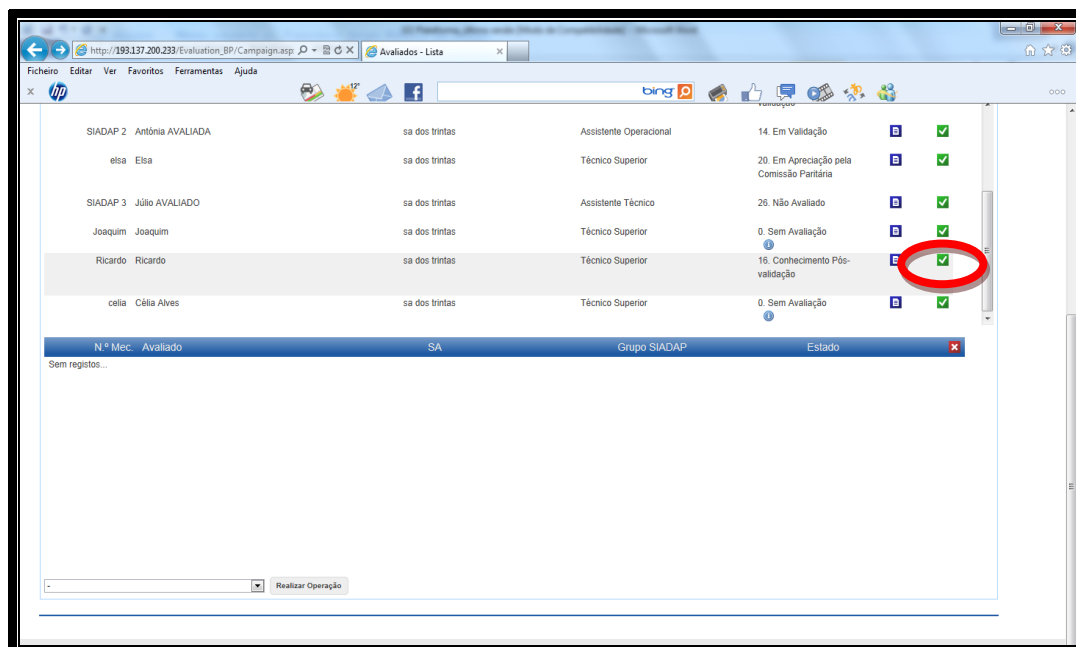 http://193.137.200.233/Evaluation_BP/Campaign.asp
Avaliados - Lista
Ficheiro Editar Ver Favoritos Ferramentas Ajuda
hp 12° f bing
validação
SIADAP 2 Antónia AVALIADA sa dos trintas Assistente Operacional 14. Em Validação
elsa Elsa sa dos trintas Técnico Superior 20. Em Apreciação pela
Comissão Paritária
SIADAP 3 Júlio AVALIADO sa dos trintas Assistente Técnico 26. Não Avaliado
Joaquim Joaquim sa dos trintas Técnico Superior 0. Sem Avaliação
Ricardo Ricardo sa dos trintas Técnico Superior 16. Conhecimento Pós-
validação
celia Célia Alves sa dos trintas Técnico Superior 0. Sem Avaliação
N.º Mec. Avaliado SA Grupo SIADAP Estado
Sem registos...
- Realizar Operação